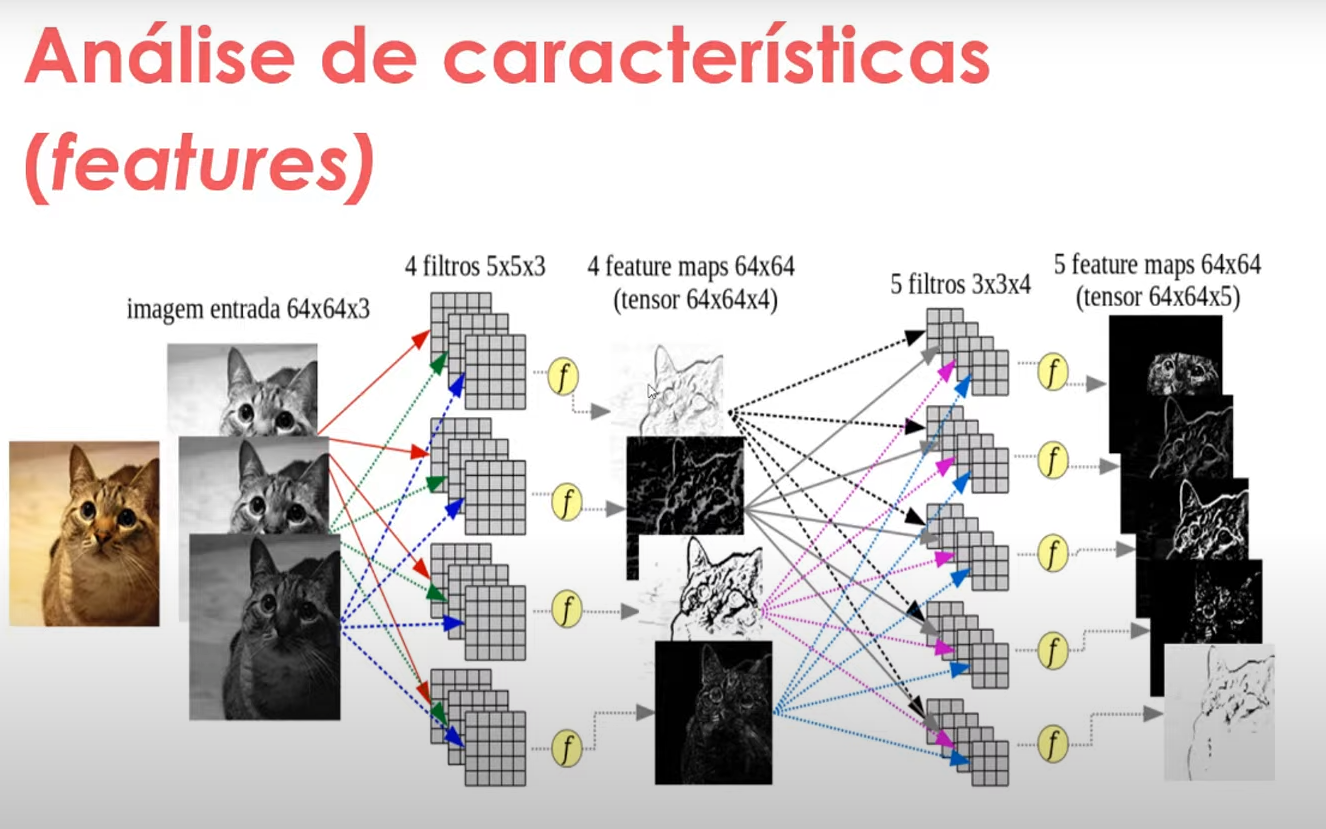 Análise de características
(features)
imagem entrada 64x64x3
4 filtros 5x5x3
4 feature maps 64x64
(tensor 64x64x4)
5 filtros 3x3x4
5 feature maps 64x64
(tensor 64x64x5)
f
f
f
f
f
f
f
f
f